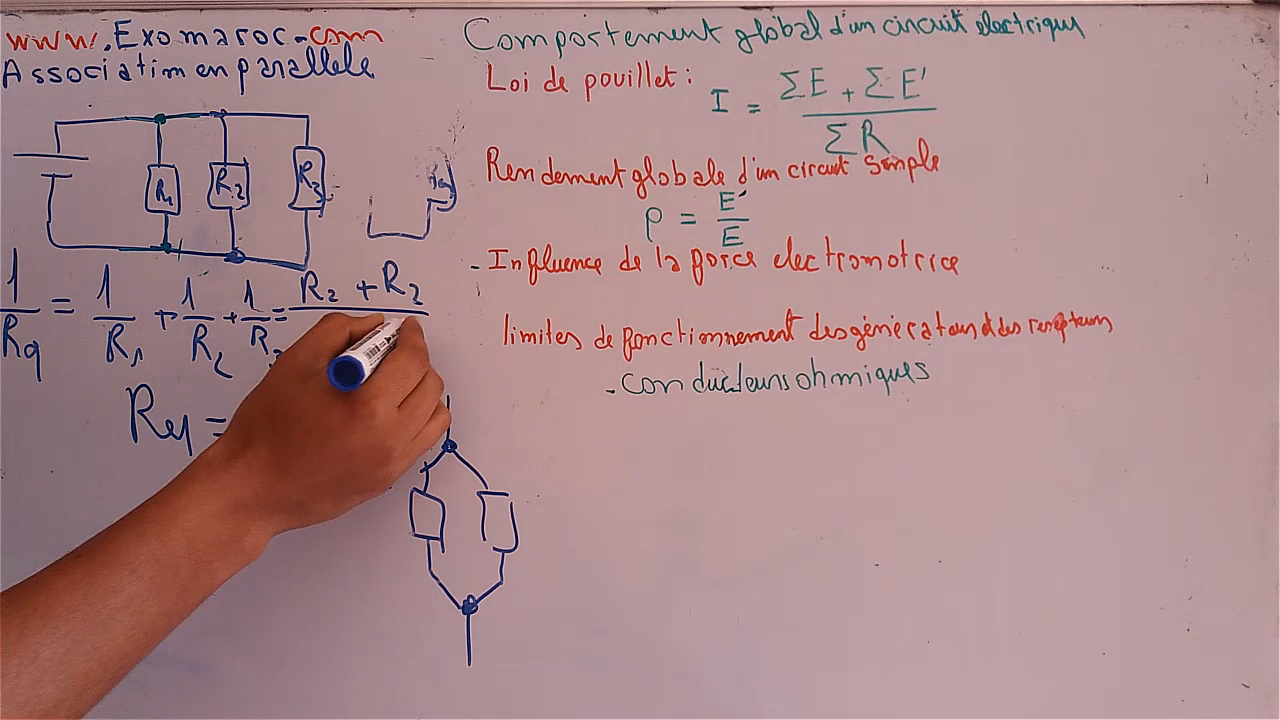 www.Exomaroc.com
Association en parallele
R1 R2 R3
1/Rq = 1/R1 + 1/R2 + 1/R3 = R2 + R2
Req =
Comportement global d'un circuit electrique
Loi de pouillet : I = ΣE + ΣE' / ΣR
Rendement globale d'un circuit simple
ρ = E'/E
- Influence de la force electromotrice
limites de fonctionnement des générateurs et des recepteurs
- conducteurs ohmiques